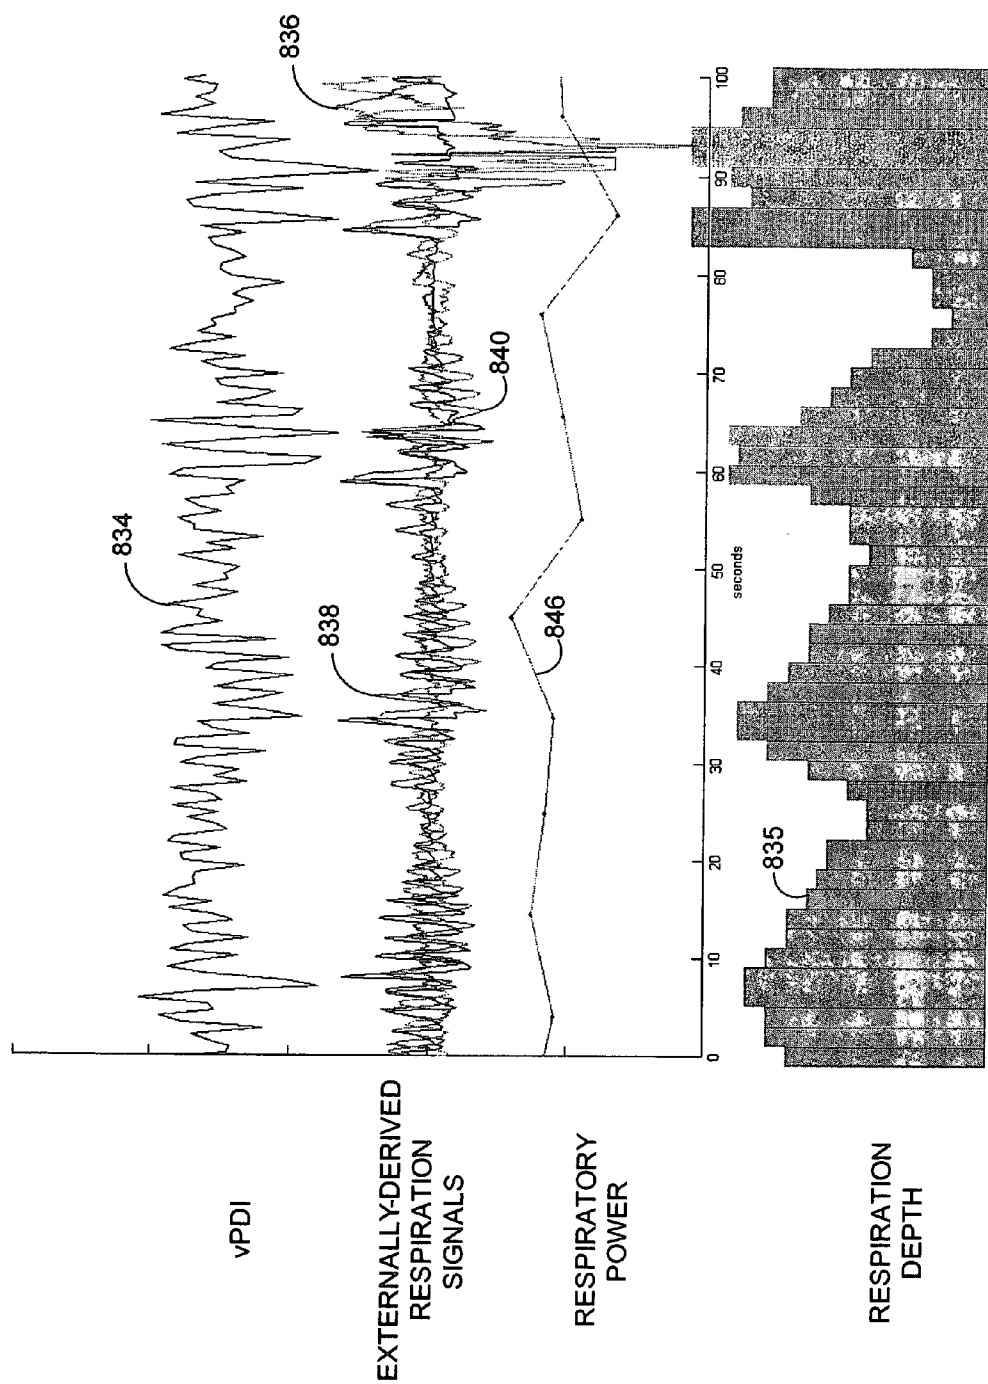 vPDI
834
EXTERNALLY-DERIVED
RESPIRATION
SIGNALS
836
838
840
RESPIRATORY
POWER
846
0
10
20
30
40
50
60
70
80
90
100
seconds
RESPIRATION
DEPTH
835